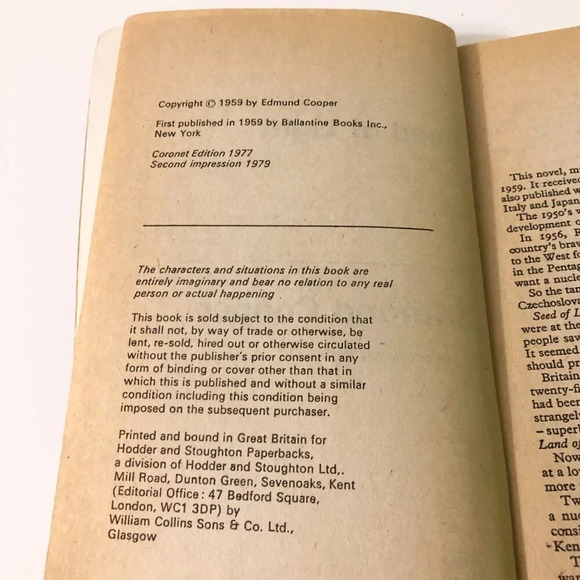 Copyright © 1959 by Edmund Cooper
First published in 1959 by Ballantine Books Inc.,
New York
Coronet Edition 1977
Second impression 1979
The characters and situations in this book are
entirely imaginary and bear no relation to any real
person or actual happening
This book is sold subject to the condition that
it shall not, by way of trade or otherwise, be
lent, re-sold, hired out or otherwise circulated
without the publisher's prior consent in any
form of binding or cover other than that in
which this is published and without a similar
condition including this condition being
imposed on the subsequent purchaser.
Printed and bound in Great Britain for
Hodder and Stoughton Paperbacks,
a division of Hodder and Stoughton Ltd,.
Mill Road, Dunton Green, Sevenoaks, Kent
(Editorial Office : 47 Bedford Square,
London, WC1 3DP) by
William Collins Sons & Co. Ltd.,
Glasgow
This novel,
1959. It received
also published
Italy and Japan
The 1950's
development
In 1956,
country's
to the West
in the Pentag
want a nucle
So the
Czechoslova
Seed of
were at the
people saw
It seemed
should
Britain
twenty-fi
had been
strangely
– super
Land of
Now
at a
more
a